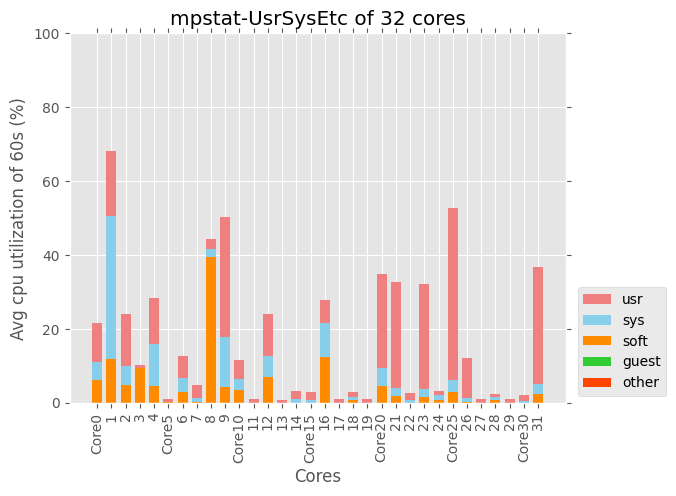 mpstat-UsrSysEtc of 32 cores
Avg cpu utilization of 60s (%)
100
80
60
40
20
0
Core0
1
2
3
4
Core5
6
7
8
9
Core10
11
12
13
14
Core15
16
17
18
19
Core20
21
22
23
24
Core25
26
27
28
29
Core30
31
Cores
usr
sys
soft
guest
other